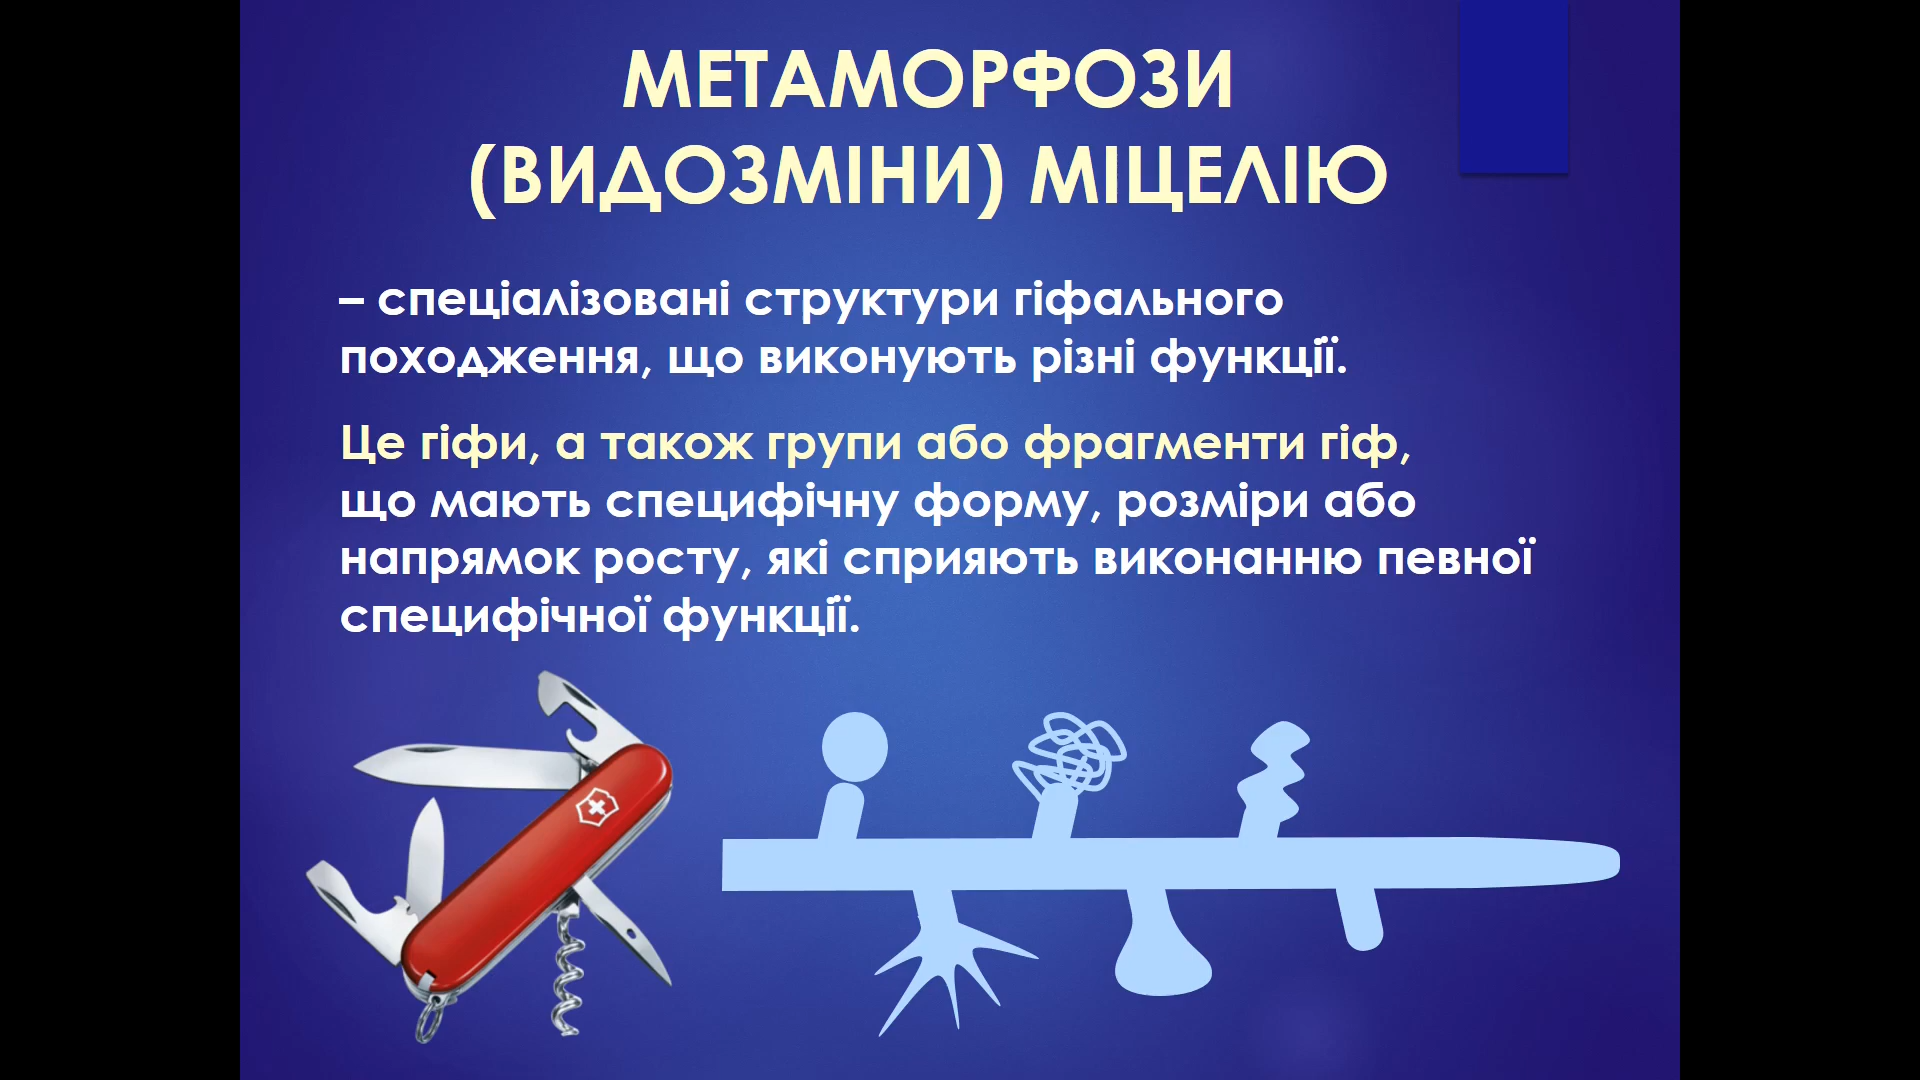 МЕТАМОРФОЗИ
(ВИДОЗМІНИ) МІЦЕЛІЮ
– спеціалізовані структури гіфального
походження, що виконують різні функції.
Це гіфи, а також групи або фрагменти гіф,
що мають специфічну форму, розміри або
напрямок росту, які сприяють виконанню певної
специфічної функції.